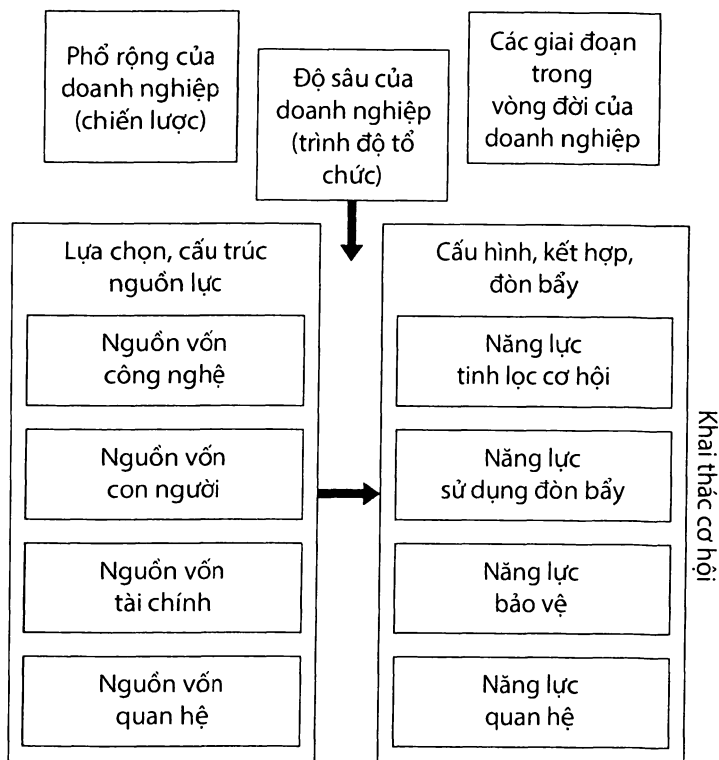 Phổ rộng của
doanh nghiệp
(chiến lược)
Độ sâu của
doanh nghiệp
(trình độ tổ
chức)
Các giai đoạn
trong
vòng đời của
doanh nghiệp
Lựa chọn, cấu trúc
nguồn lực
Nguồn vốn
công nghệ
Nguồn vốn
con người
Nguồn vốn
tài chính
Nguồn vốn
quan hệ
Cấu hình, kết hợp,
đòn bẩy
Năng lực
tinh lọc cơ hội
Năng lực
sử dụng đòn bẩy
Năng lực
bảo vệ
Năng lực
quan hệ
Khai thác cơ hội